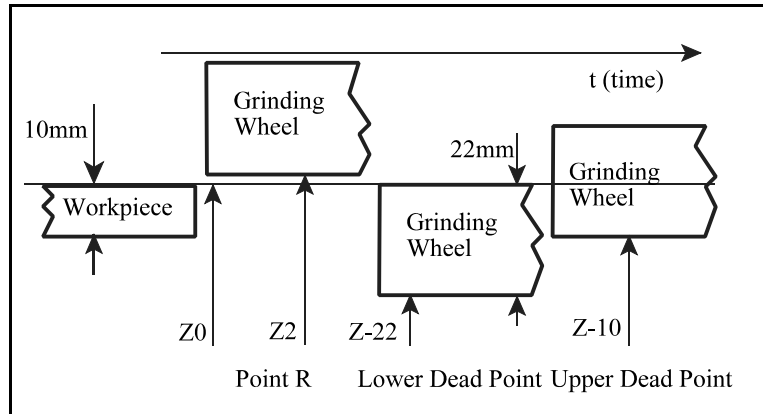 t (time)
Grinding
Wheel
10mm
22mm
Grinding
Wheel
Workpiece
Grinding
Wheel
Z0
Z2
Z-22
Z-10
Point R
Lower Dead Point
Upper Dead Point